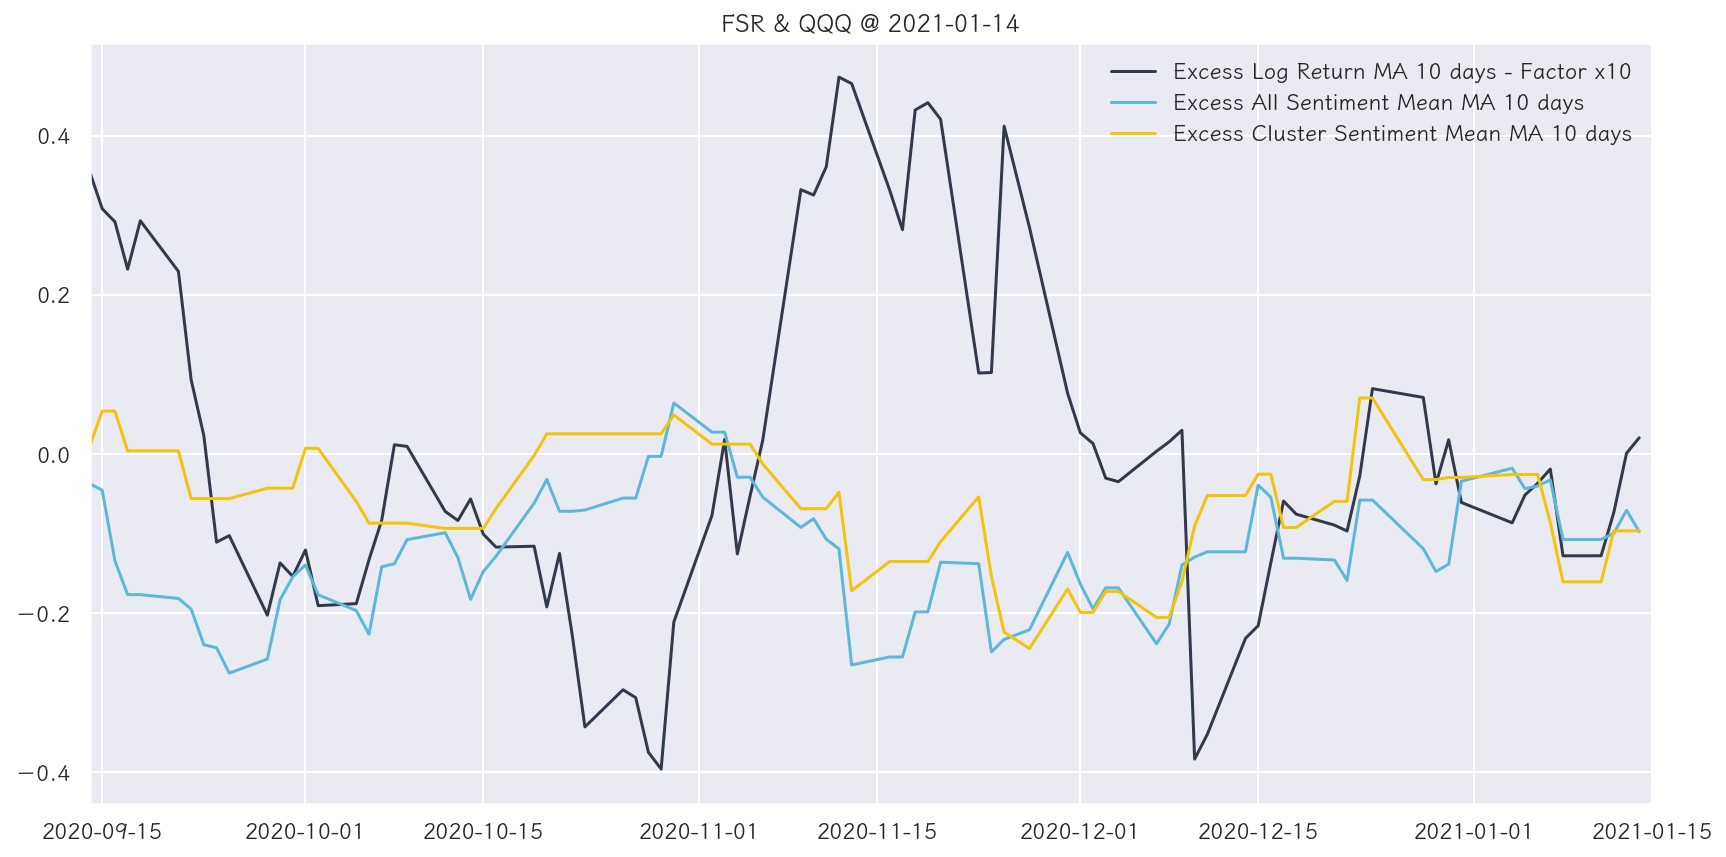 FSR & QQQ @ 2021-01-14
Excess Log Return MA 10 days - Factor x10
Excess All Sentiment Mean MA 10 days
Excess Cluster Sentiment Mean MA 10 days
0.4
0.2
0.0
−0.2
−0.4
2020-09-15 2020-10-01 2020-10-15 2020-11-01 2020-11-15 2020-12-01 2020-12-15 2021-01-01 2021-01-15